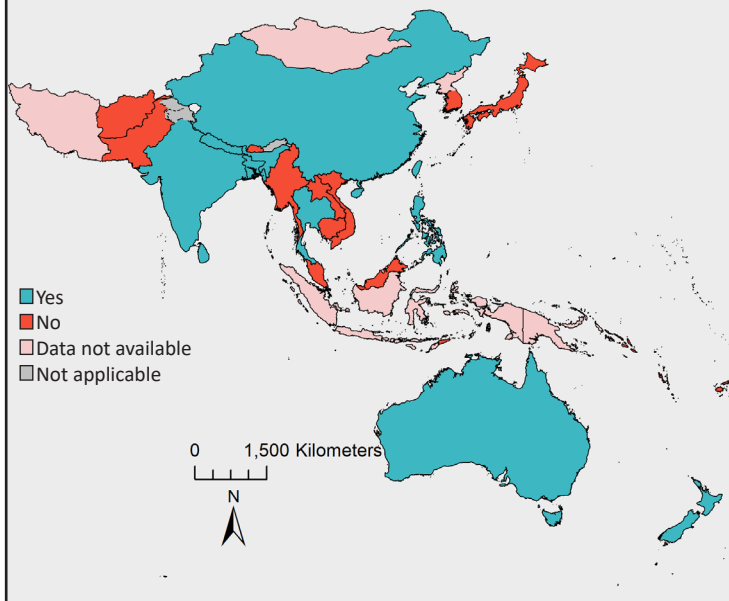 Yes
No
Data not available
Not applicable
0 1,500 Kilometers
N